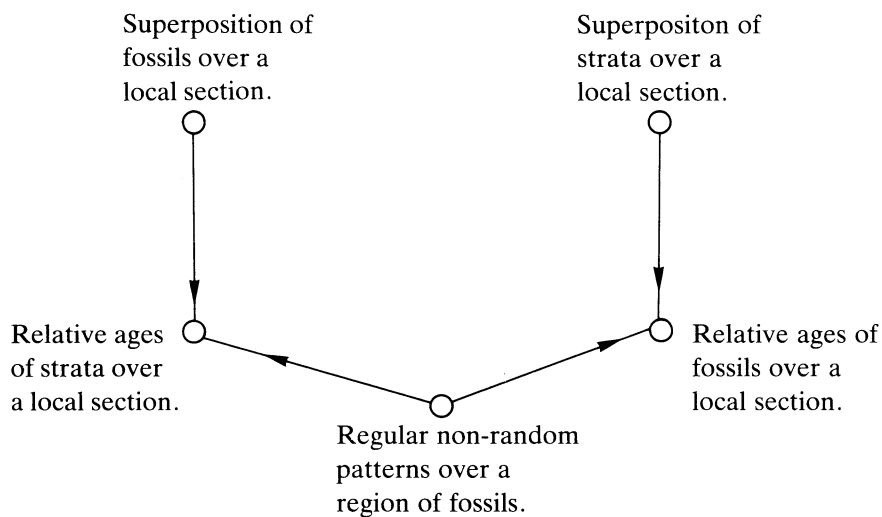 Superposition of
fossils over a
local section.
Superpositon of
strata over a
local section.
Relative ages
of strata over
a local section.
Relative ages of
fossils over a
local section.
Regular non-random
patterns over a
region of fossils.